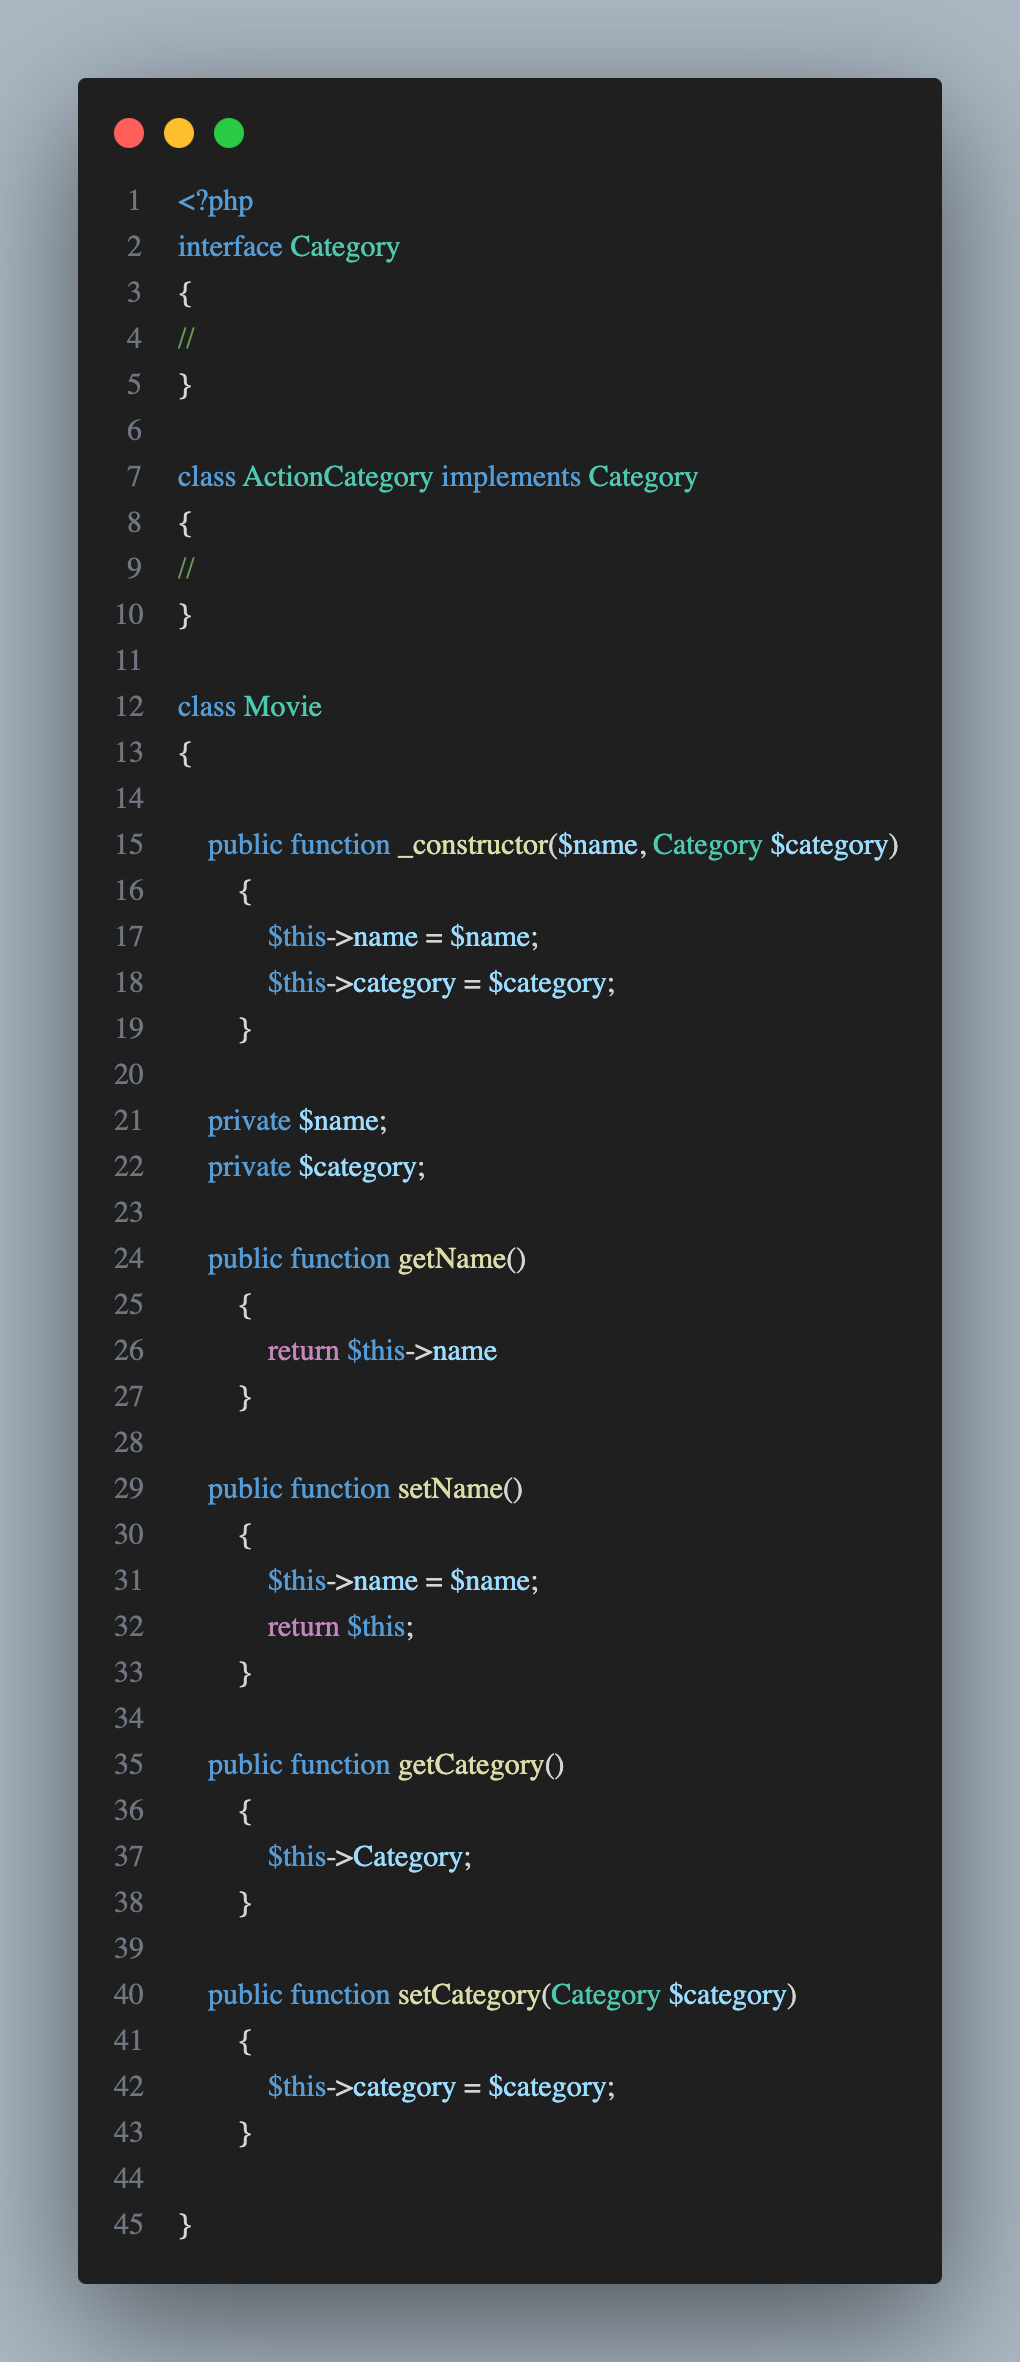 1 <?php
2 interface Category
3 {
4 //
5 }
6
7 class ActionCategory implements Category
8 {
9 //
10 }
11
12 class Movie
13 {
14
15     public function _constructor($name, Category $category)
16         {
17             $this->name = $name;
18             $this->category = $category;
19         }
20
21     private $name;
22     private $category;
23
24     public function getName()
25         {
26             return $this->name
27         }
28
29     public function setName()
30         {
31             $this->name = $name;
32             return $this;
33         }
34
35     public function getCategory()
36         {
37             $this->Category;
38         }
39
40     public function setCategory(Category $category)
41         {
42             $this->category = $category;
43         }
44
45 }